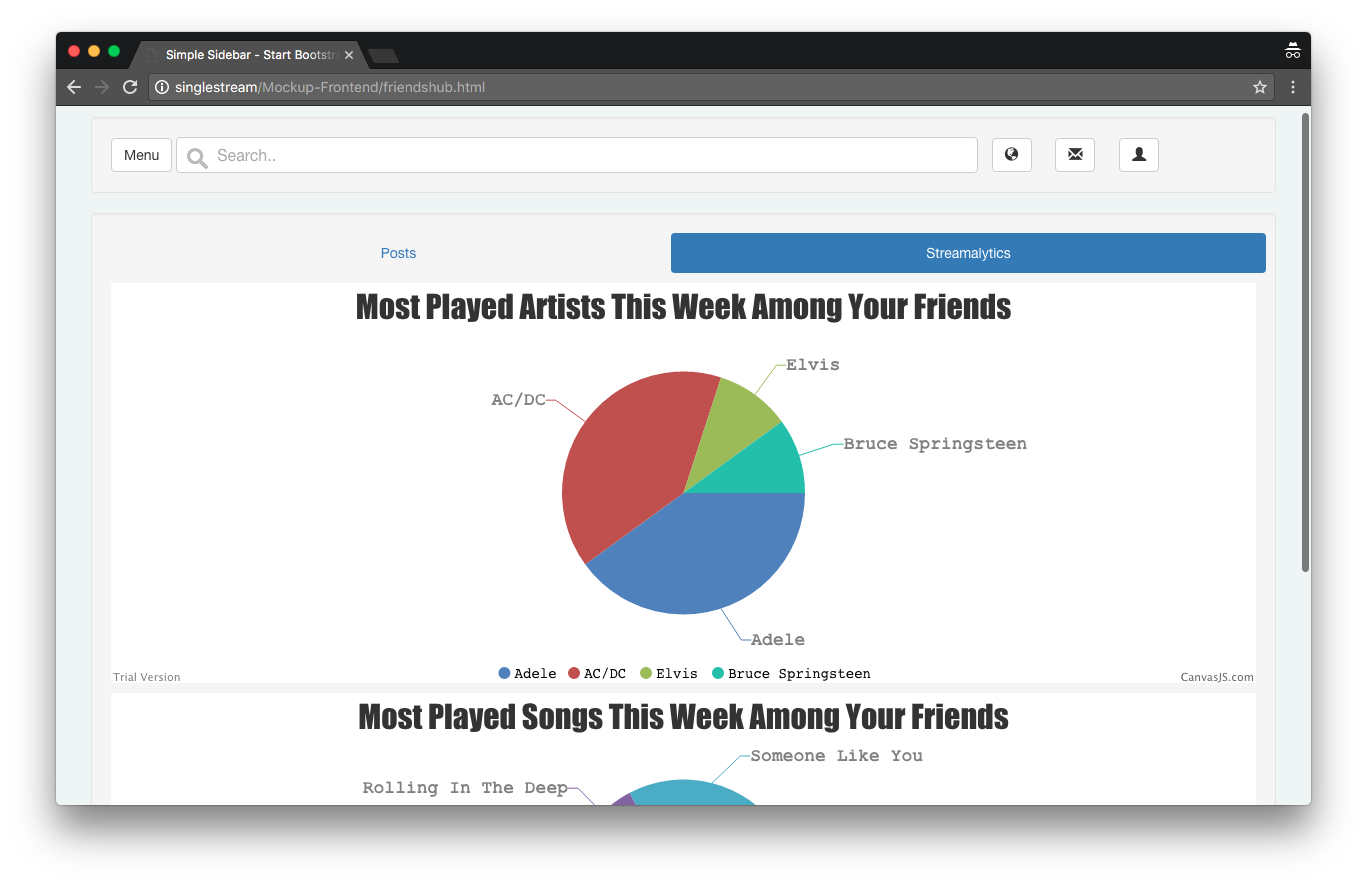 Simple Sidebar - Start Bootstra
singlestream/Mockup-Frontend/friendshub.html
Menu
Search..
Posts
Streamalytics
Most Played Artists This Week Among Your Friends
Elvis
AC/DC
Bruce Springsteen
Adele
Adele AC/DC Elvis Bruce Springsteen
Trial Version
CanvasJS.com
Most Played Songs This Week Among Your Friends
Someone Like You
Rolling In The Deep